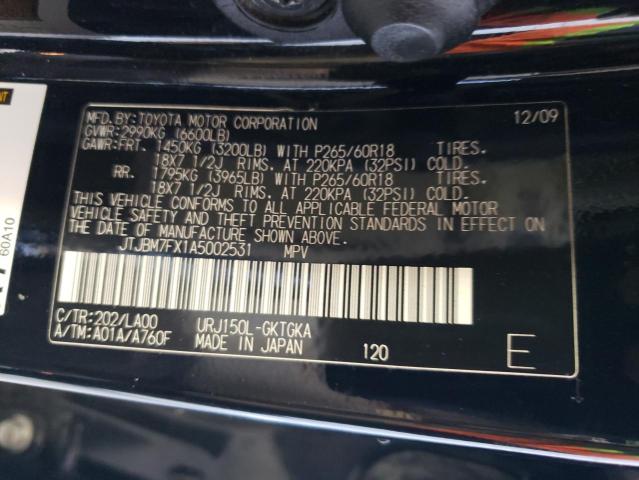 MFD.BY:TOYOTA MOTOR CORPORATION 12/09
GVWR:2990KG (6600LB)
GAWR:FRT. 1450KG (3200LB) WITH P265/60R18 TIRES.
18X7 1/2J RIMS. AT 220KPA (32PSI) COLD.
RR. 1795KG (3965LB) WITH P265/60R18 TIRES.
18X7 1/2J RIMS. AT 220KPA (32PSI) COLD.
THIS VEHICLE CONFORMS TO ALL APPLICABLE FEDERAL MOTOR
VEHICLE SAFETY AND THEFT PREVENTION STANDARDS IN EFFECT ON
THE DATE OF MANUFACTURE SHOWN ABOVE.
JTJBM7FX1A5002531 MPV
C/TR:202/LA00 URJ150L-GKTGKA
A/TM:A01A/A760F MADE IN JAPAN 120 E
60A10